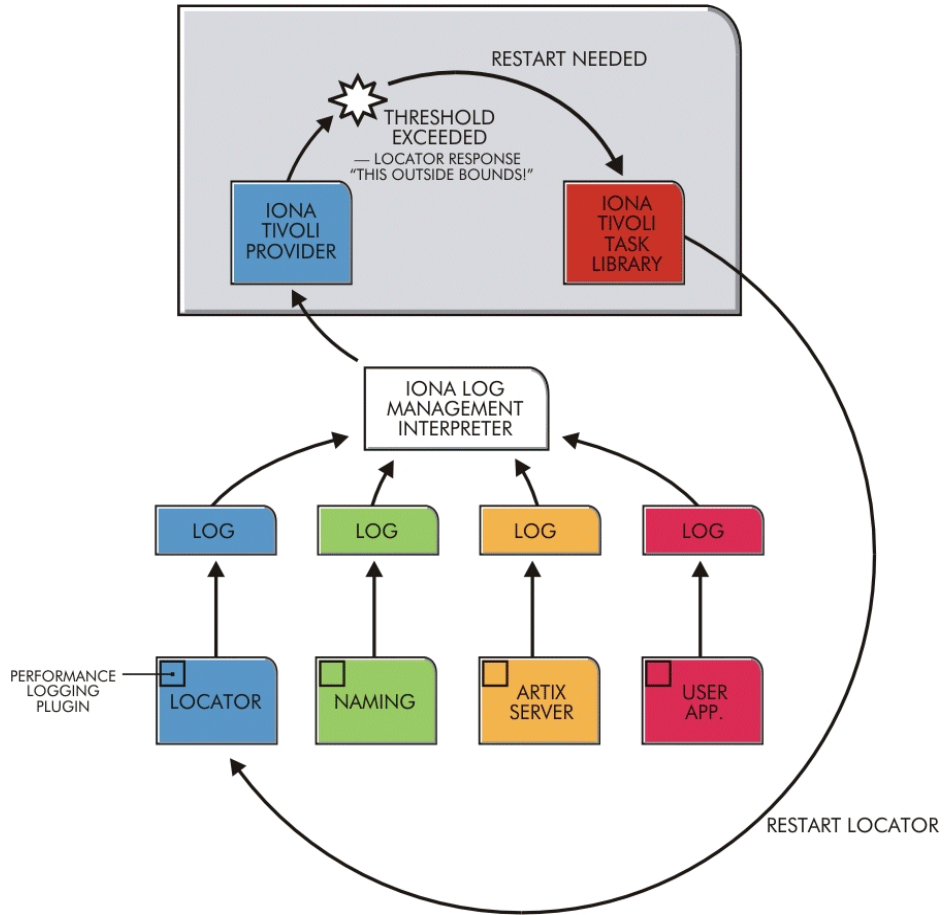 RESTART NEEDED
THRESHOLD
EXCEEDED
— LOCATOR RESPONSE
“THIS OUTSIDE BOUNDS!”
IONA
TIVOLI
PROVIDER
IONA
TIVOLI
TASK
LIBRARY
IONA LOG
MANAGEMENT
INTERPRETER
LOG
LOG
LOG
LOG
PERFORMANCE
LOGGING
PLUGIN
LOCATOR
NAMING
ARTIX
SERVER
USER
APP.
RESTART LOCATOR